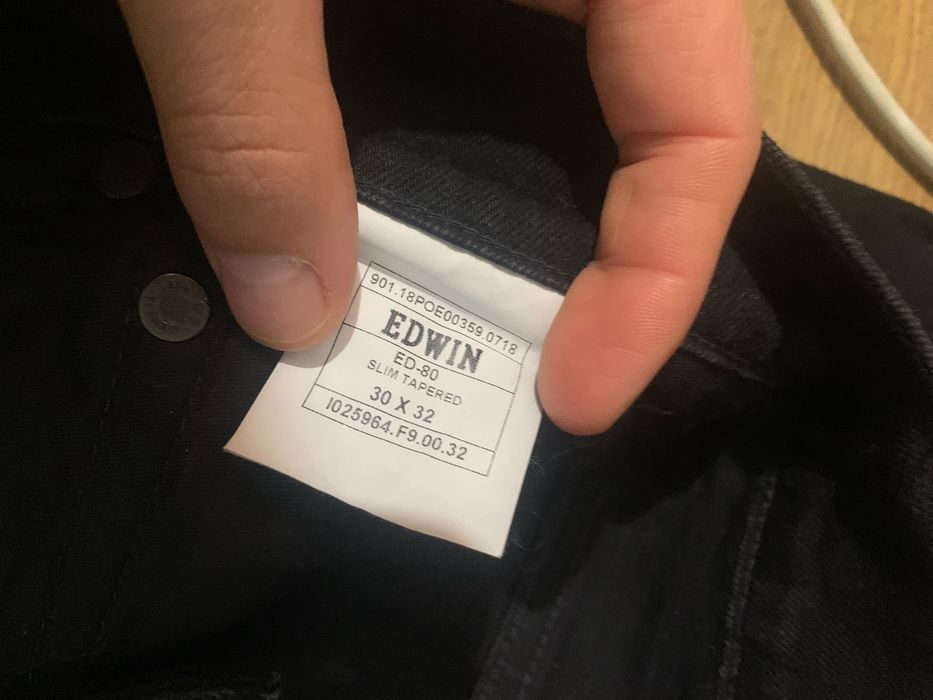 901.18POE00359.0718
EDWIN
ED-80
SLIM TAPERED
30 X 32
I025964.F9.00.32